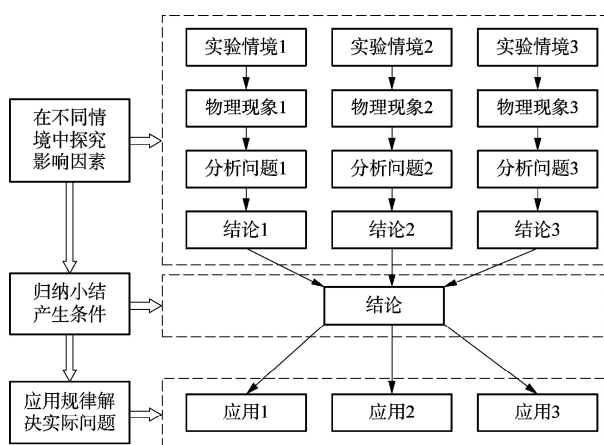 实验情境1
实验情境2
实验情境3
物理现象1
物理现象2
物理现象3
在不同情
境中探究
影响因素
分析问题1
分析问题2
分析问题3
结论1
结论2
结论3
归纳小结
产生条件
结论
应用规律解
决实际问题
应用1
应用2
应用3